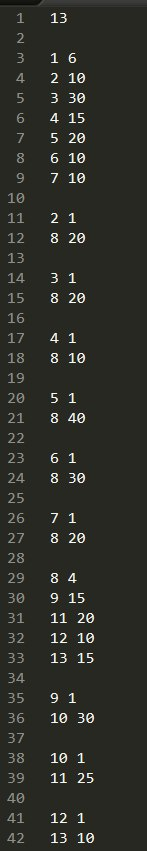 1 13
2
3 1 6
4 2 10
5 3 30
6 4 15
7 5 20
8 6 10
9 7 10
10
11 2 1
12 8 20
13
14 3 1
15 8 20
16
17 4 1
18 8 10
19
20 5 1
21 8 40
22
23 6 1
24 8 30
25
26 7 1
27 8 20
28
29 8 4
30 9 15
31 11 20
32 12 10
33 13 15
34
35 9 1
36 10 30
37
38 10 1
39 11 25
40
41 12 1
42 13 10